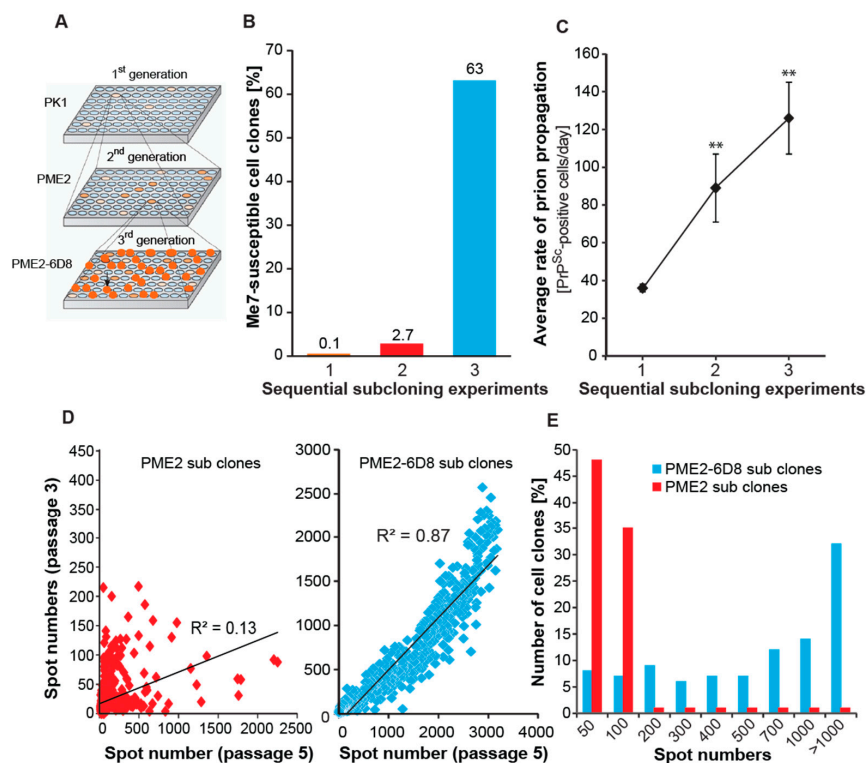 A
1st generation
PK1
2nd generation
PME2
3rd generation
PME2-6D8
B
Me7-susceptible cell clones [%]
70
60
50
40
30
20
10
0
0.1
2.7
63
1 2 3
Sequential subcloning experiments
C
Average rate of prion propagation
[PrPSc-positive cells/day]
160
140
120
100
80
60
40
20
0
**
**
1 2 3
Sequential subcloning experiments
D
Spot numbers (passage 3)
450
400
350
300
250
200
150
100
50
0
PME2 sub clones
R² = 0.13
0 500 1000 1500 2000 2500
Spot number (passage 5)
3000
2500
2000
1500
1000
500
0
PME2-6D8 sub clones
R² = 0.87
0 1000 2000 3000 4000
Spot number (passage 5)
E
Number of cell clones [%]
50
45
40
35
30
25
20
15
10
5
0
PME2-6D8 sub clones
PME2 sub clones
50 100 200 300 400 500 700 1000 >1000
Spot numbers